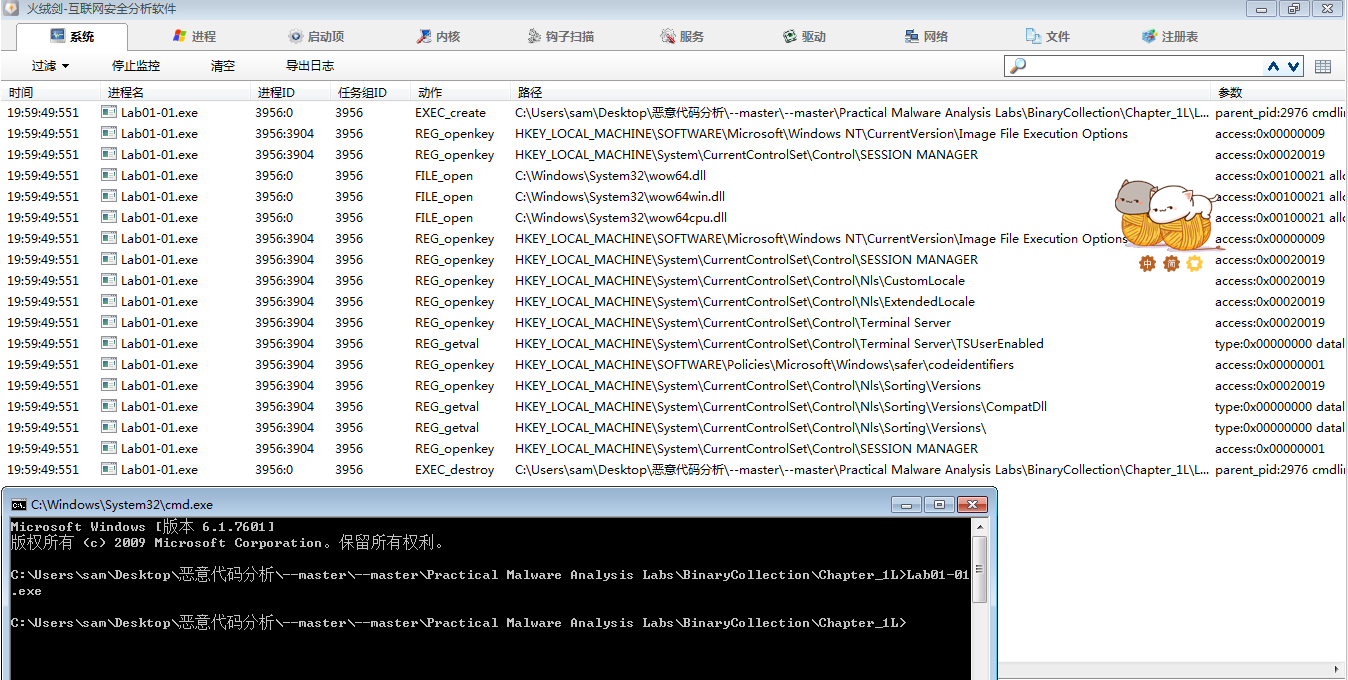 火绒剑-互联网安全分析软件
系统 进程 启动项 内核 钩子扫描 服务 驱动 网络 文件 注册表
过滤 停止监控 清空 导出日志
时间 进程名 进程ID 任务组ID 动作 路径 参数
19:59:49:551 Lab01-01.exe 3956:0 3956 EXEC_create C:\Users\sam\Desktop\恶意代码分析\--master\--master\Practical Malware Analysis Labs\BinaryCollection\Chapter_1L\L... parent_pid:2976 cmdlin
19:59:49:551 Lab01-01.exe 3956:3904 3956 REG_openkey HKEY_LOCAL_MACHINE\SOFTWARE\Microsoft\Windows NT\CurrentVersion\Image File Execution Options access:0x00000009
19:59:49:551 Lab01-01.exe 3956:3904 3956 REG_openkey HKEY_LOCAL_MACHINE\System\CurrentControlSet\Control\SESSION MANAGER access:0x00020019
19:59:49:551 Lab01-01.exe 3956:0 3956 FILE_open C:\Windows\System32\wow64.dll access:0x00100021 allo
19:59:49:551 Lab01-01.exe 3956:0 3956 FILE_open C:\Windows\System32\wow64win.dll access:0x00100021 allo
19:59:49:551 Lab01-01.exe 3956:0 3956 FILE_open C:\Windows\System32\wow64cpu.dll access:0x00100021 allo
19:59:49:551 Lab01-01.exe 3956:3904 3956 REG_openkey HKEY_LOCAL_MACHINE\SOFTWARE\Microsoft\Windows NT\CurrentVersion\Image File Execution Options access:0x00000009
19:59:49:551 Lab01-01.exe 3956:3904 3956 REG_openkey HKEY_LOCAL_MACHINE\System\CurrentControlSet\Control\SESSION MANAGER access:0x00020019
中 简
19:59:49:551 Lab01-01.exe 3956:3904 3956 REG_openkey HKEY_LOCAL_MACHINE\System\CurrentControlSet\Control\Nls\CustomLocale access:0x00020019
19:59:49:551 Lab01-01.exe 3956:3904 3956 REG_openkey HKEY_LOCAL_MACHINE\System\CurrentControlSet\Control\Nls\ExtendedLocale access:0x00020019
19:59:49:551 Lab01-01.exe 3956:3904 3956 REG_openkey HKEY_LOCAL_MACHINE\System\CurrentControlSet\Control\Terminal Server access:0x00020019
19:59:49:551 Lab01-01.exe 3956:3904 3956 REG_getval HKEY_LOCAL_MACHINE\System\CurrentControlSet\Control\Terminal Server\TSUserEnabled type:0x00000000 datal
19:59:49:551 Lab01-01.exe 3956:3904 3956 REG_openkey HKEY_LOCAL_MACHINE\SOFTWARE\Policies\Microsoft\Windows\safer\codeidentifiers access:0x00000001
19:59:49:551 Lab01-01.exe 3956:3904 3956 REG_openkey HKEY_LOCAL_MACHINE\System\CurrentControlSet\Control\Nls\Sorting\Versions access:0x00020019
19:59:49:551 Lab01-01.exe 3956:3904 3956 REG_getval HKEY_LOCAL_MACHINE\System\CurrentControlSet\Control\Nls\Sorting\Versions\CompatDll type:0x00000000 datal
19:59:49:551 Lab01-01.exe 3956:3904 3956 REG_getval HKEY_LOCAL_MACHINE\System\CurrentControlSet\Control\Nls\Sorting\Versions\ type:0x00000000 datal
19:59:49:551 Lab01-01.exe 3956:3904 3956 REG_openkey HKEY_LOCAL_MACHINE\System\CurrentControlSet\Control\SESSION MANAGER access:0x00000001
19:59:49:551 Lab01-01.exe 3956:0 3956 EXEC_destroy C:\Users\sam\Desktop\恶意代码分析\--master\--master\Practical Malware Analysis Labs\BinaryCollection\Chapter_1L\L... parent_pid:2976 cmdlin
C:\Windows\System32\cmd.exe
Microsoft Windows [版本 6.1.7601]
版权所有 (c) 2009 Microsoft Corporation。保留所有权利。
C:\Users\sam\Desktop\恶意代码分析\--master\--master\Practical Malware Analysis Labs\BinaryCollection\Chapter_1L>Lab01-01
.exe
C:\Users\sam\Desktop\恶意代码分析\--master\--master\Practical Malware Analysis Labs\BinaryCollection\Chapter_1L>